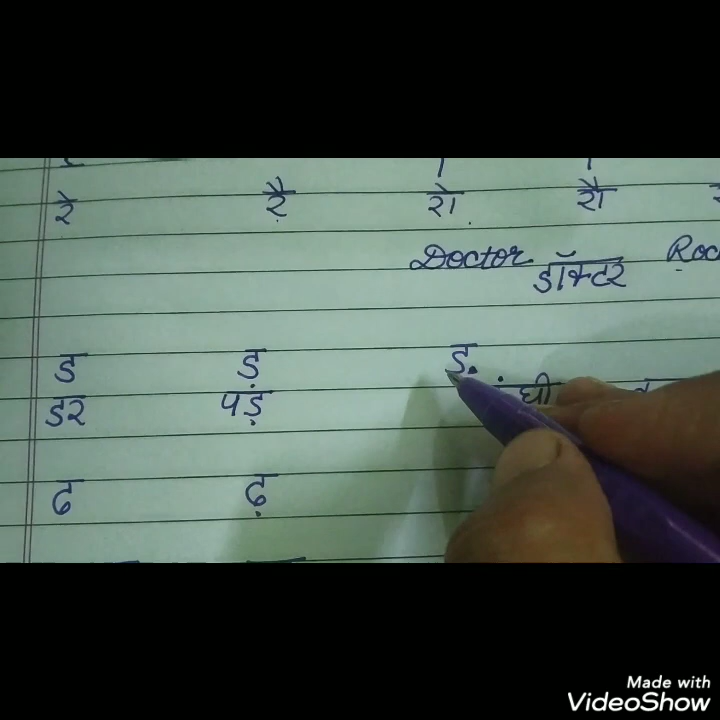 रे रै रो रौ
Doctor डॉक्टर
ड ड़ ङ
डर पड़ घी
ढ ढ़
Made with
VideoShow